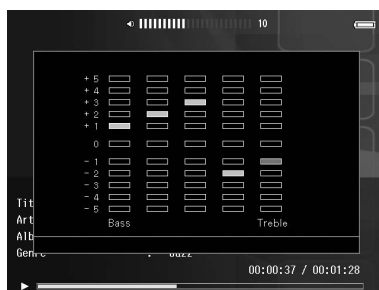 10
+ 5
+ 4
+ 3
+ 2
+ 1
0
- 1
- 2
- 3
- 4
- 5
Bass Treble
Tit
Art
Alb
Genre : Jazz
00:00:37 / 00:01:28